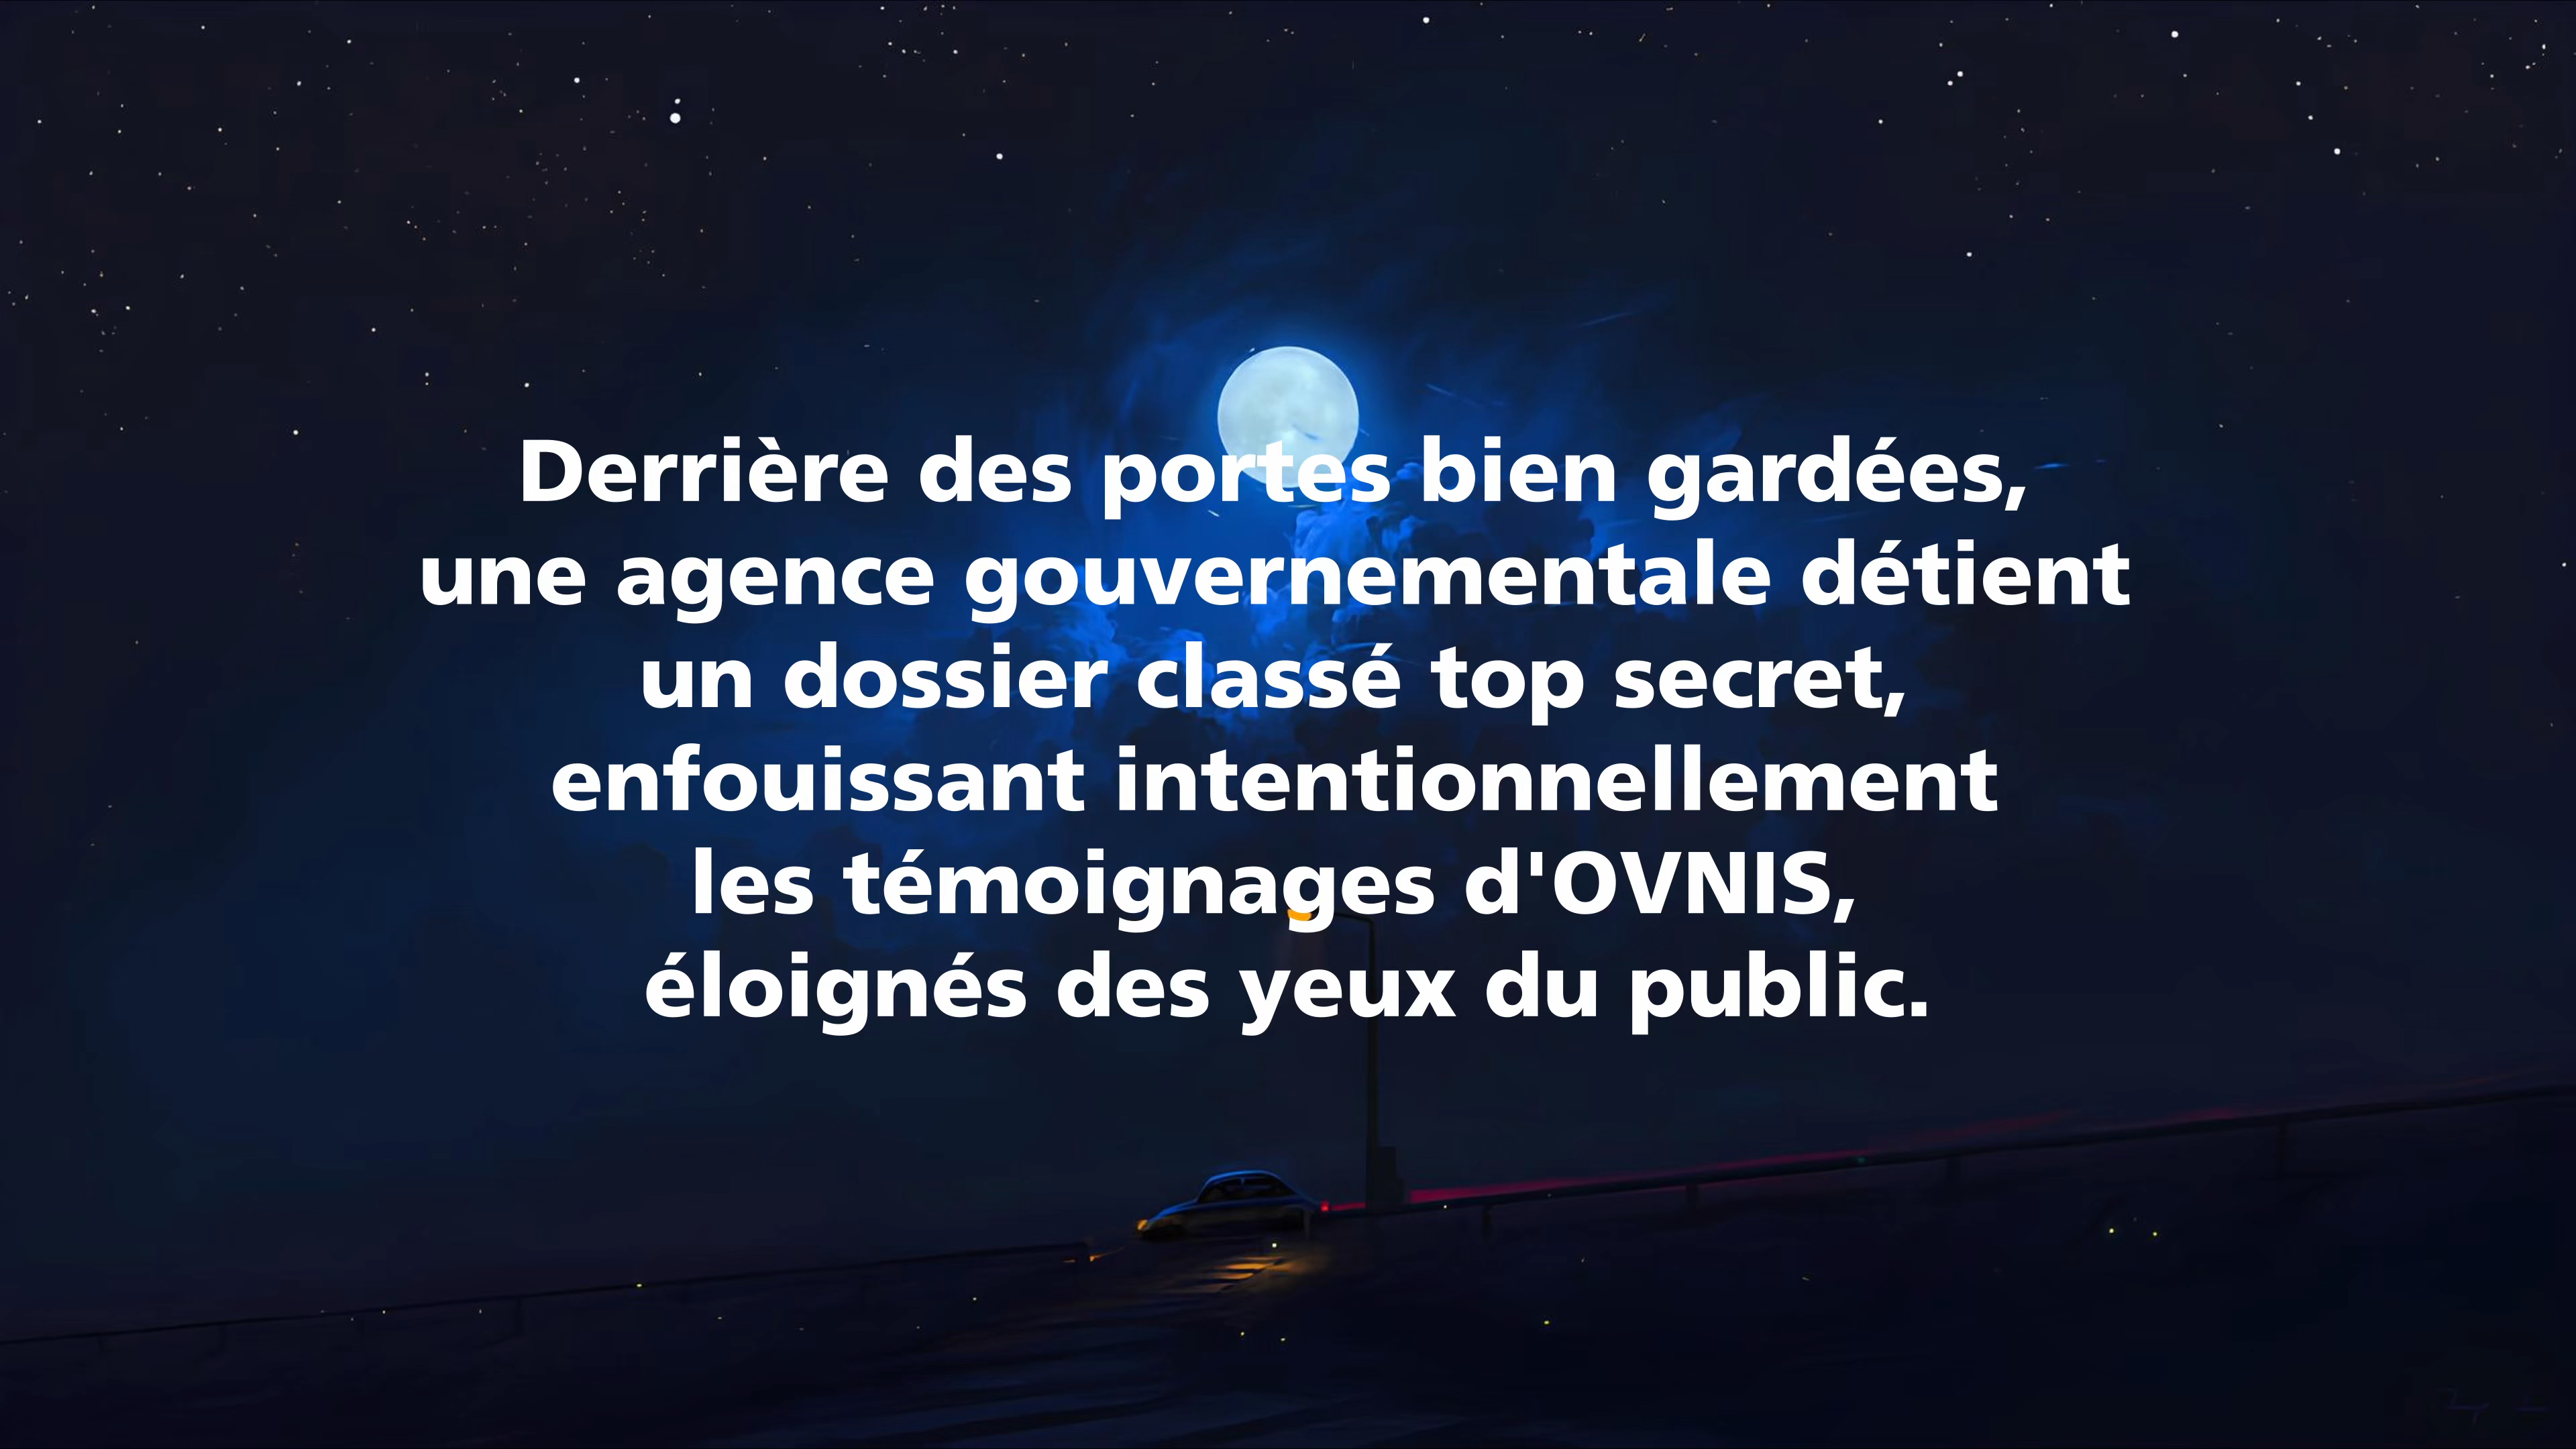 Derrière des portes bien gardées,
une agence gouvernementale détient
un dossier classé top secret,
enfouissant intentionnellement
les témoignages d'OVNIS,
éloignés des yeux du public.